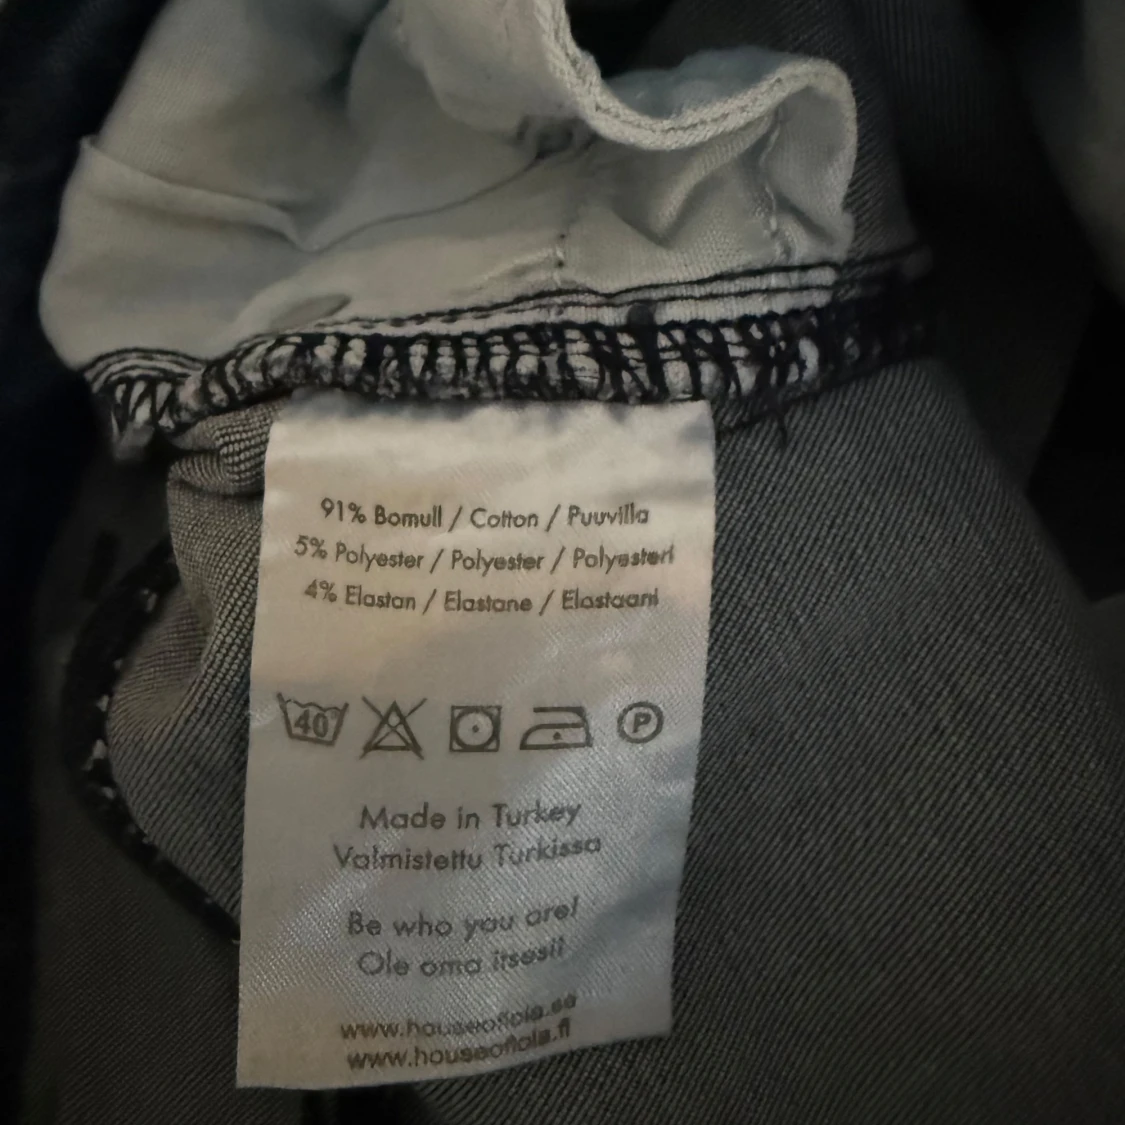 91% Bomull / Cotton / Puuvilla
5% Polyester / Polyester / Polyesteri
4% Elastan / Elastane / Elastaani
40 P
Made in Turkey
Valmistettu Turkissa
Be who you are!
Ole oma itsesi!
www.houseoflola.se
www.houseoflola.fi